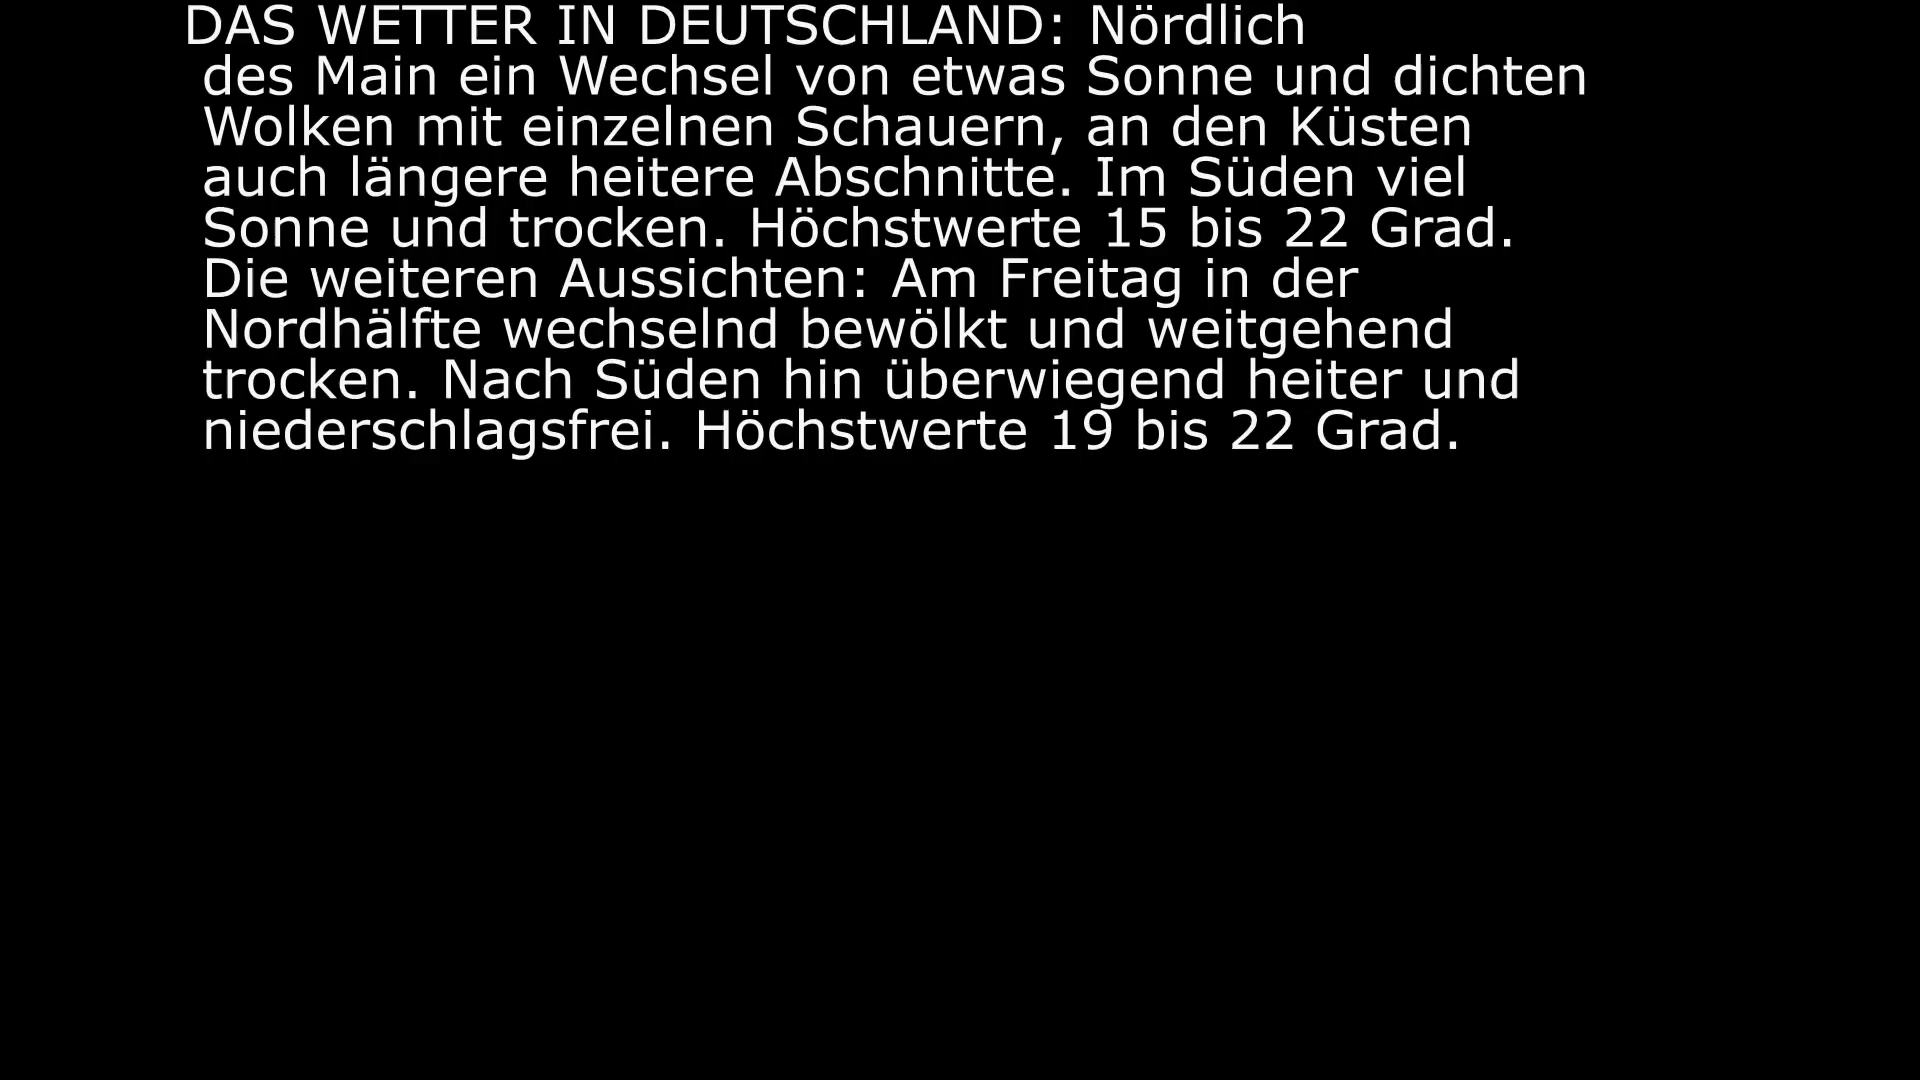 DAS WETTER IN DEUTSCHLAND: Nördlich
des Main ein Wechsel von etwas Sonne und dichten
Wolken mit einzelnen Schauern, an den Küsten
auch längere heitere Abschnitte. Im Süden viel
Sonne und trocken. Höchstwerte 15 bis 22 Grad.
Die weiteren Aussichten: Am Freitag in der
Nordhälfte wechselnd bewölkt und weitgehend
trocken. Nach Süden hin überwiegend heiter und
niederschlagsfrei. Höchstwerte 19 bis 22 Grad.